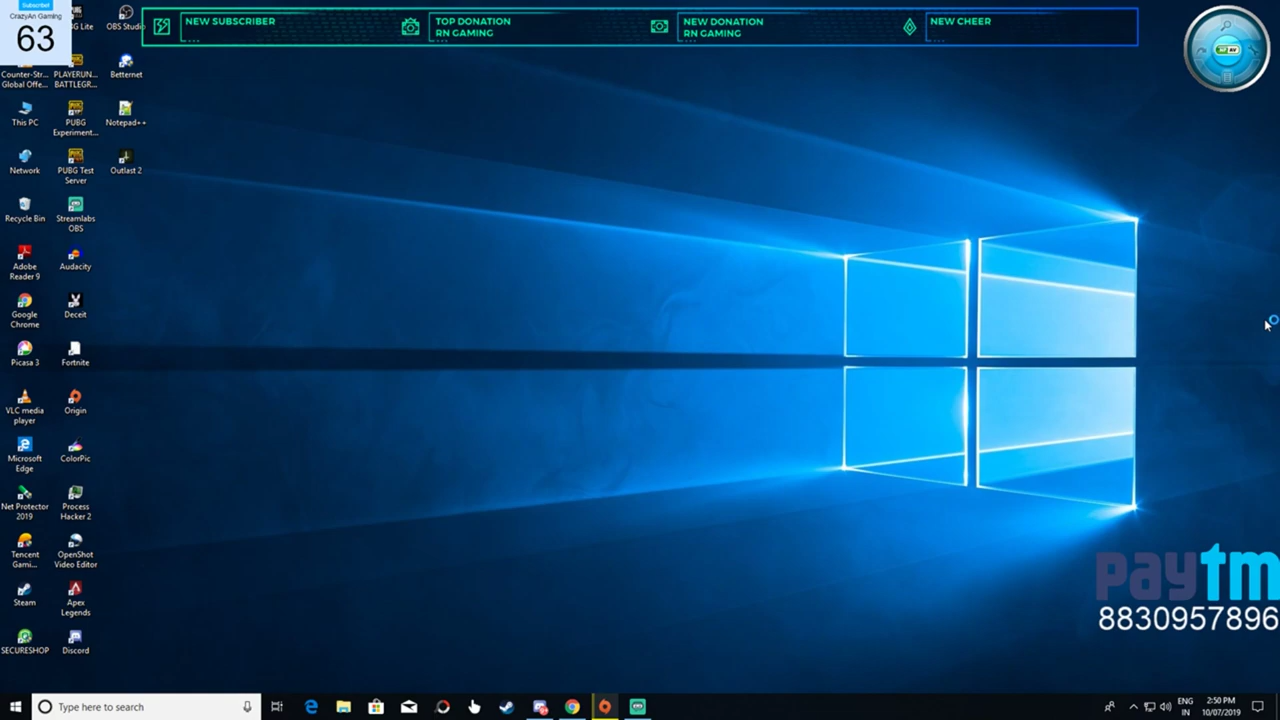 Subscribe!
CrazyAn Gaming
63
NEW SUBSCRIBER
...
TOP DONATION
RN GAMING
NEW DONATION
RN GAMING
NEW CHEER
...
Lite
OBS Studio
Counter-Str...
Global Offe...
PLAYERUN...
BATTLEGR...
Betternet
This PC
PUBG
Experiment...
Notepad++
Network
PUBG Test
Server
Outlast 2
Recycle Bin
Streamlabs
OBS
Adobe
Reader 9
Audacity
Google
Chrome
Deceit
Picasa 3
Fortnite
VLC media
player
Origin
Microsoft
Edge
ColorPic
Net Protector
2019
Process
Hacker 2
Tencent
Gami...
OpenShot
Video Editor
Steam
Apex
Legends
SECURESHOP
Discord
paytm
8830957896
Type here to search
ENG
IN
2:50 PM
10/07/2019